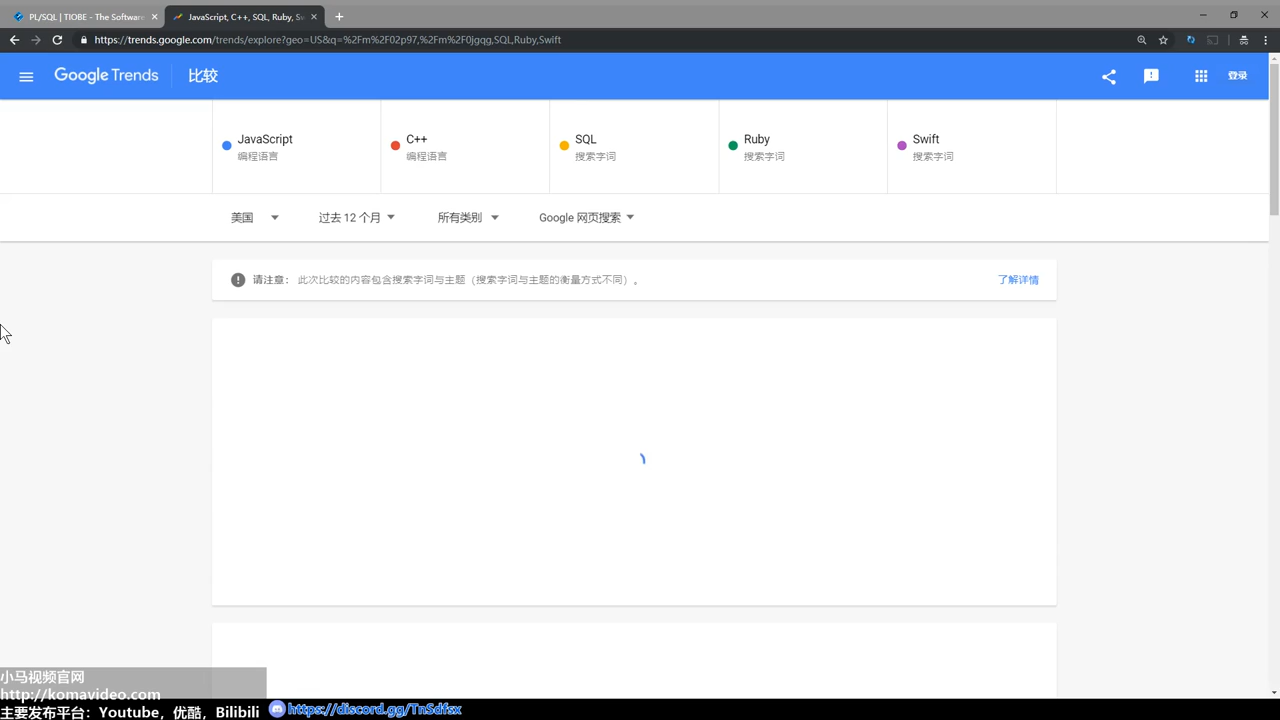 PL/SQL | TIOBE - The Software
JavaScript, C++, SQL, Ruby, Sw
https://trends.google.com/trends/explore?geo=US&q=%2Fm%2F02p97,%2Fm%2F0jgqg,SQL,Ruby,Swift
Google Trends 比较 登录
JavaScript
编程语言
C++
编程语言
SQL
搜索字词
Ruby
搜索字词
Swift
搜索字词
美国 过去 12 个月 所有类别 Google 网页搜索
请注意： 此次比较的内容包含搜索字词与主题（搜索字词与主题的衡量方式不同）。 了解详情
小马视频官网
http://komavideo.com
主要发布平台：Youtube，优酷，Bilibili
https://discord.gg/TnSdfsx